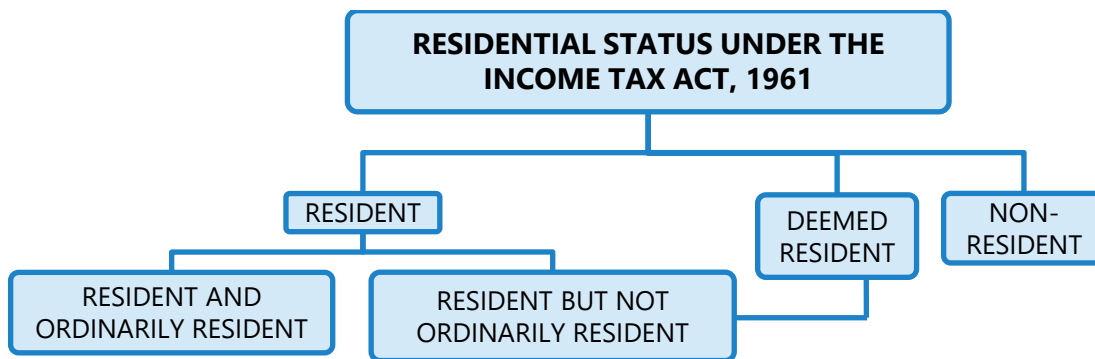 RESIDENTIAL STATUS UNDER THE
INCOME TAX ACT, 1961
RESIDENT
DEEMED
RESIDENT
NON-
RESIDENT
RESIDENT AND
ORDINARILY RESIDENT
RESIDENT BUT NOT
ORDINARILY RESIDENT